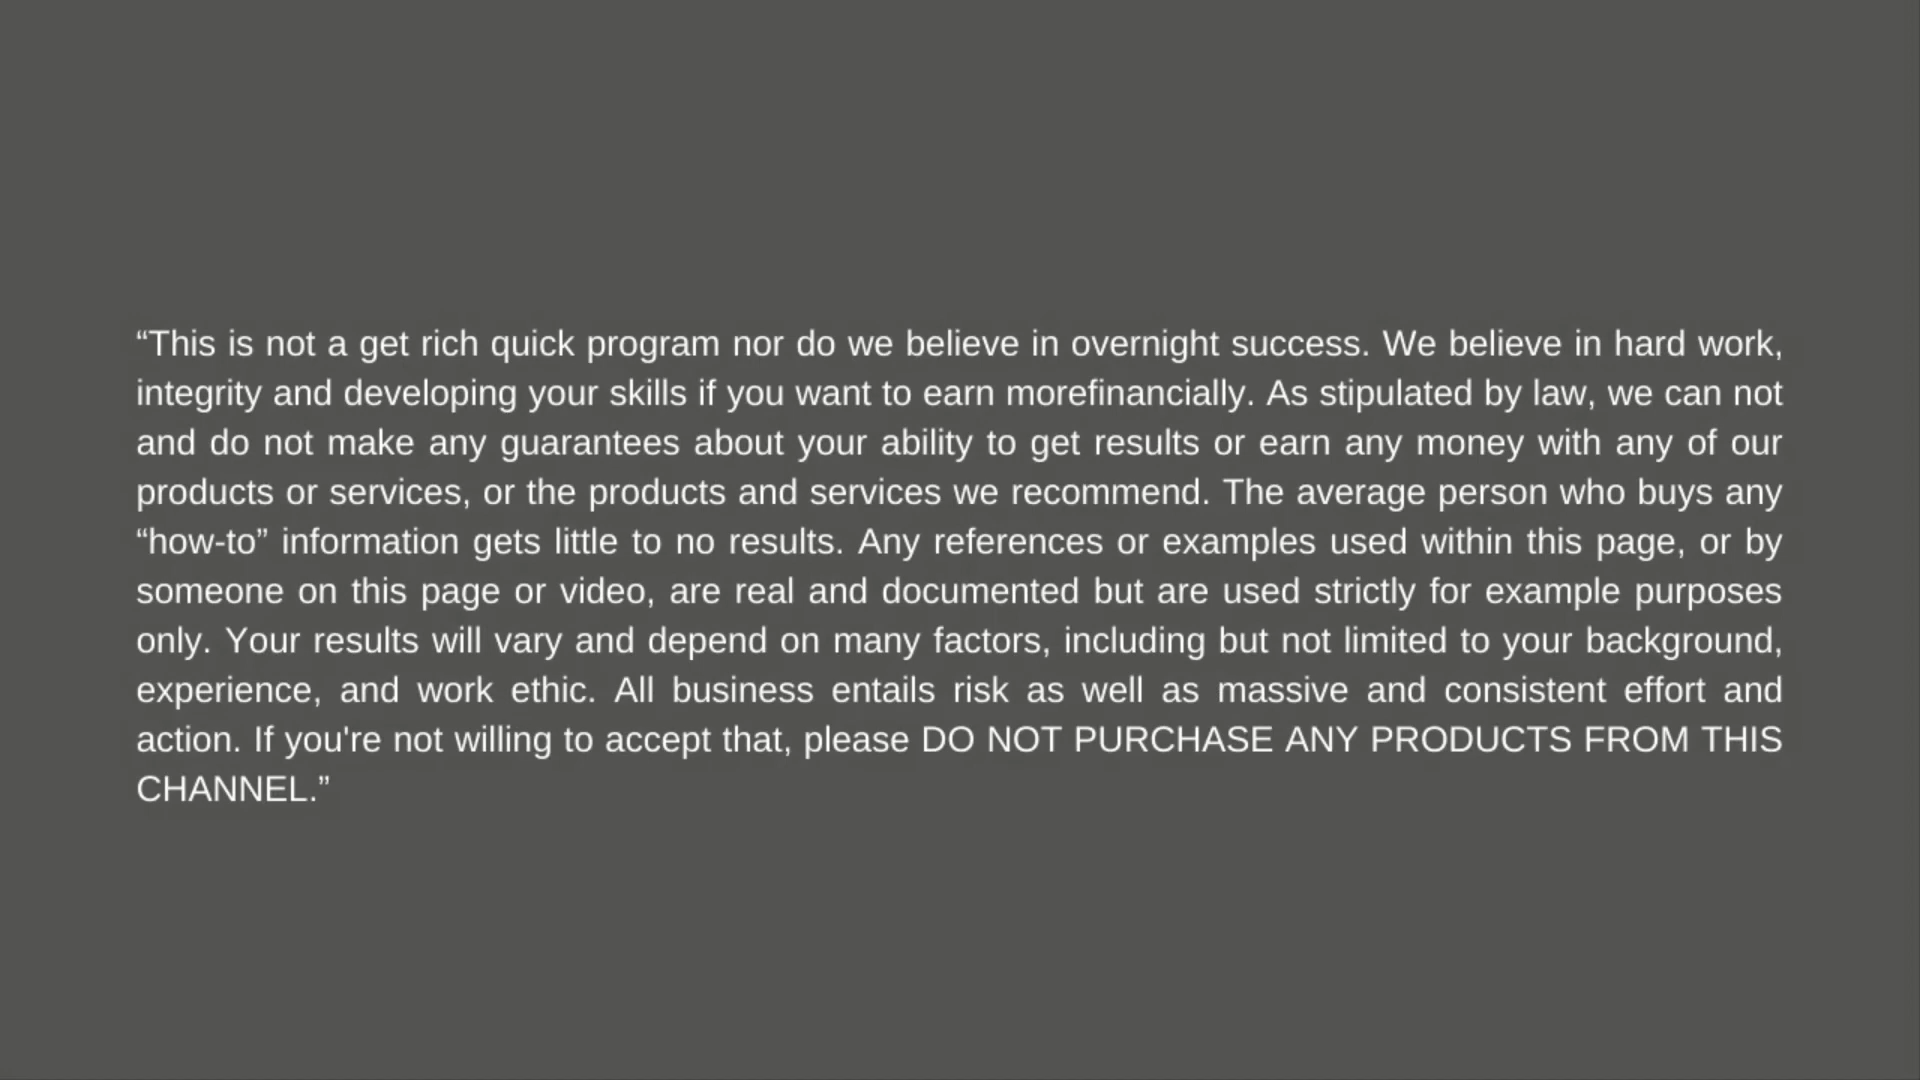 “This is not a get rich quick program nor do we believe in overnight success. We believe in hard work,
integrity and developing your skills if you want to earn morefinancially. As stipulated by law, we can not
and do not make any guarantees about your ability to get results or earn any money with any of our
products or services, or the products and services we recommend. The average person who buys any
“how-to” information gets little to no results. Any references or examples used within this page, or by
someone on this page or video, are real and documented but are used strictly for example purposes
only. Your results will vary and depend on many factors, including but not limited to your background,
experience, and work ethic. All business entails risk as well as massive and consistent effort and
action. If you're not willing to accept that, please DO NOT PURCHASE ANY PRODUCTS FROM THIS
CHANNEL.”